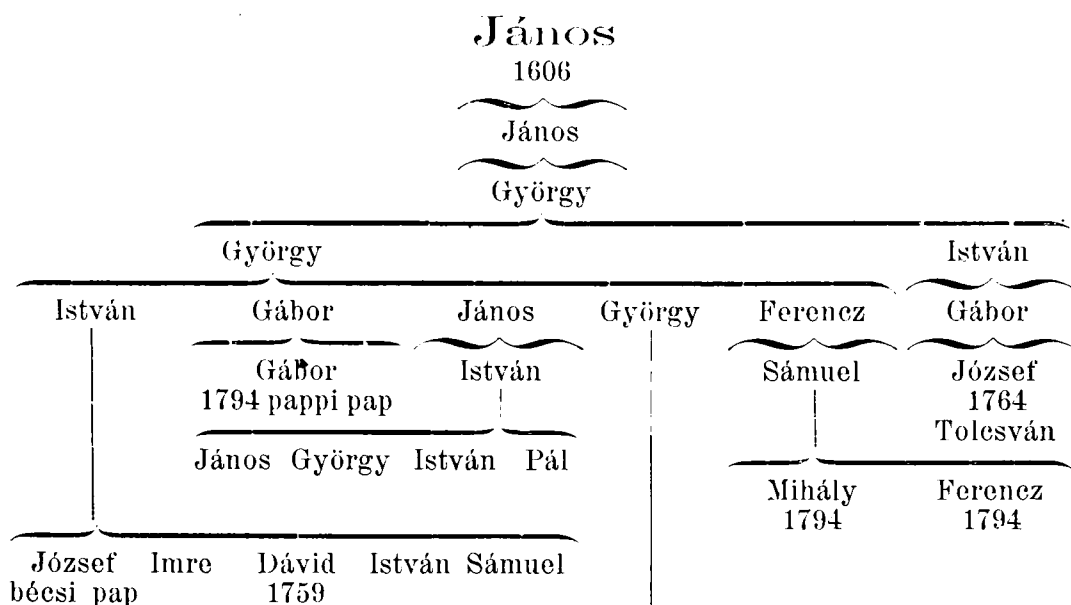 János
1606
János
György
György István
István Gábor János György Ferencz Gábor
Gábor István Sámuel József
1794 pappi pap 1764
Tolcsván
János György István Pál
Mihály Ferencz
1794 1794
József Imre Dávid István Sámuel
bécsi pap 1759